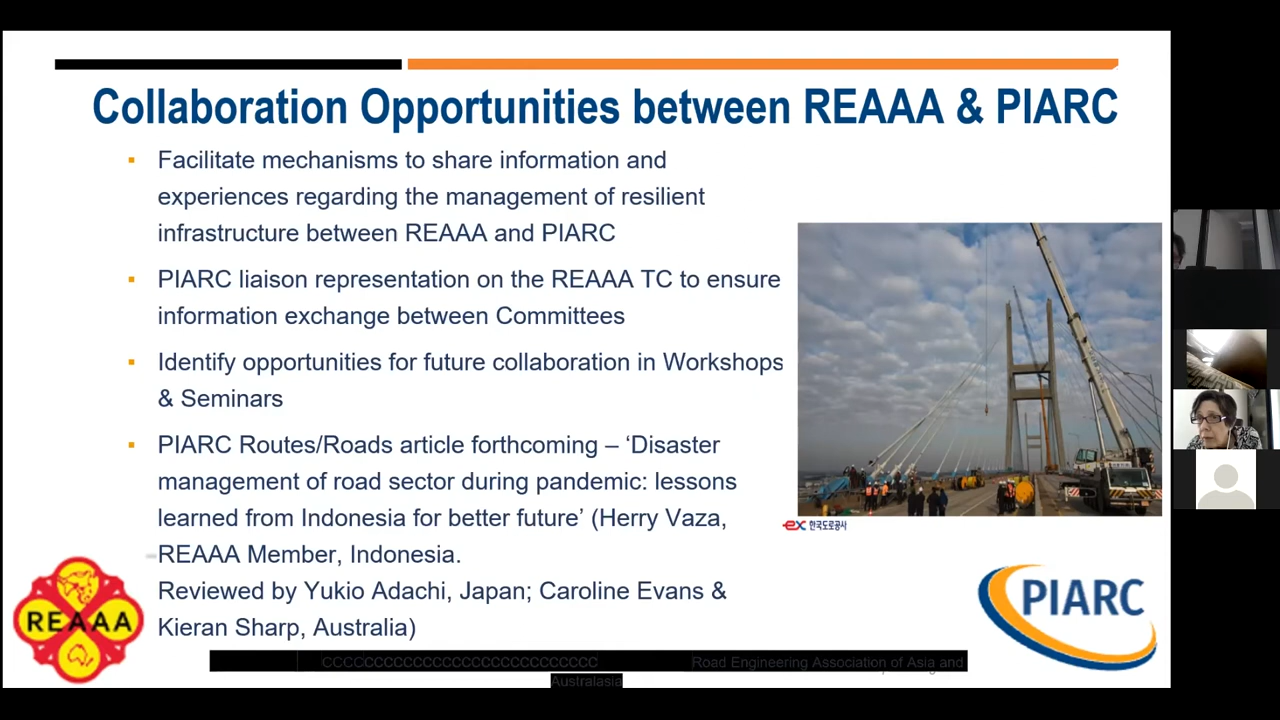 Collaboration Opportunities between REAAA & PIARC
▪ Facilitate mechanisms to share information and
experiences regarding the management of resilient
infrastructure between REAAA and PIARC
▪ PIARC liaison representation on the REAAA TC to ensure
information exchange between Committees
▪ Identify opportunities for future collaboration in Workshops
& Seminars
▪ PIARC Routes/Roads article forthcoming – ‘Disaster
management of road sector during pandemic: lessons
learned from Indonesia for better future’ (Herry Vaza,
REAAA Member, Indonesia.
Reviewed by Yukio Adachi, Japan; Caroline Evans &
Kieran Sharp, Australia)
ex 한국도로공사
REAAA
PIARC
Road Engineering Association of Asia and
Australasia